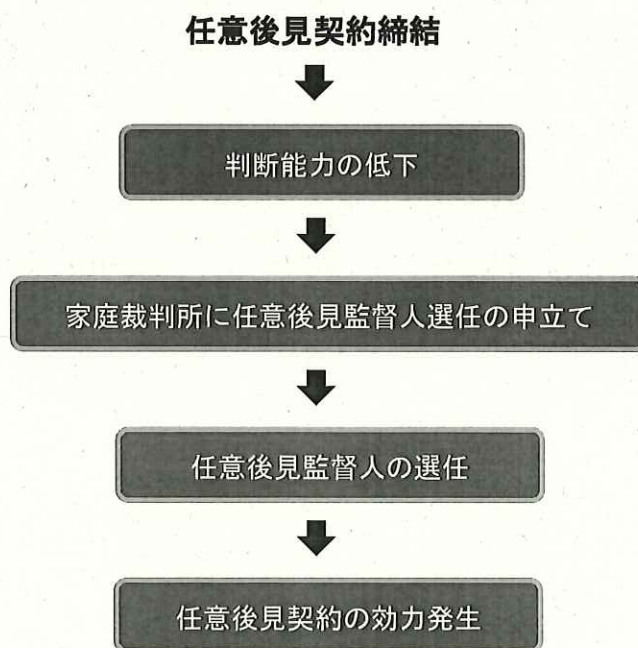 任意後見契約締結
判断能力の低下
家庭裁判所に任意後見監督人選任の申立て
任意後見監督人の選任
任意後見契約の効力発生